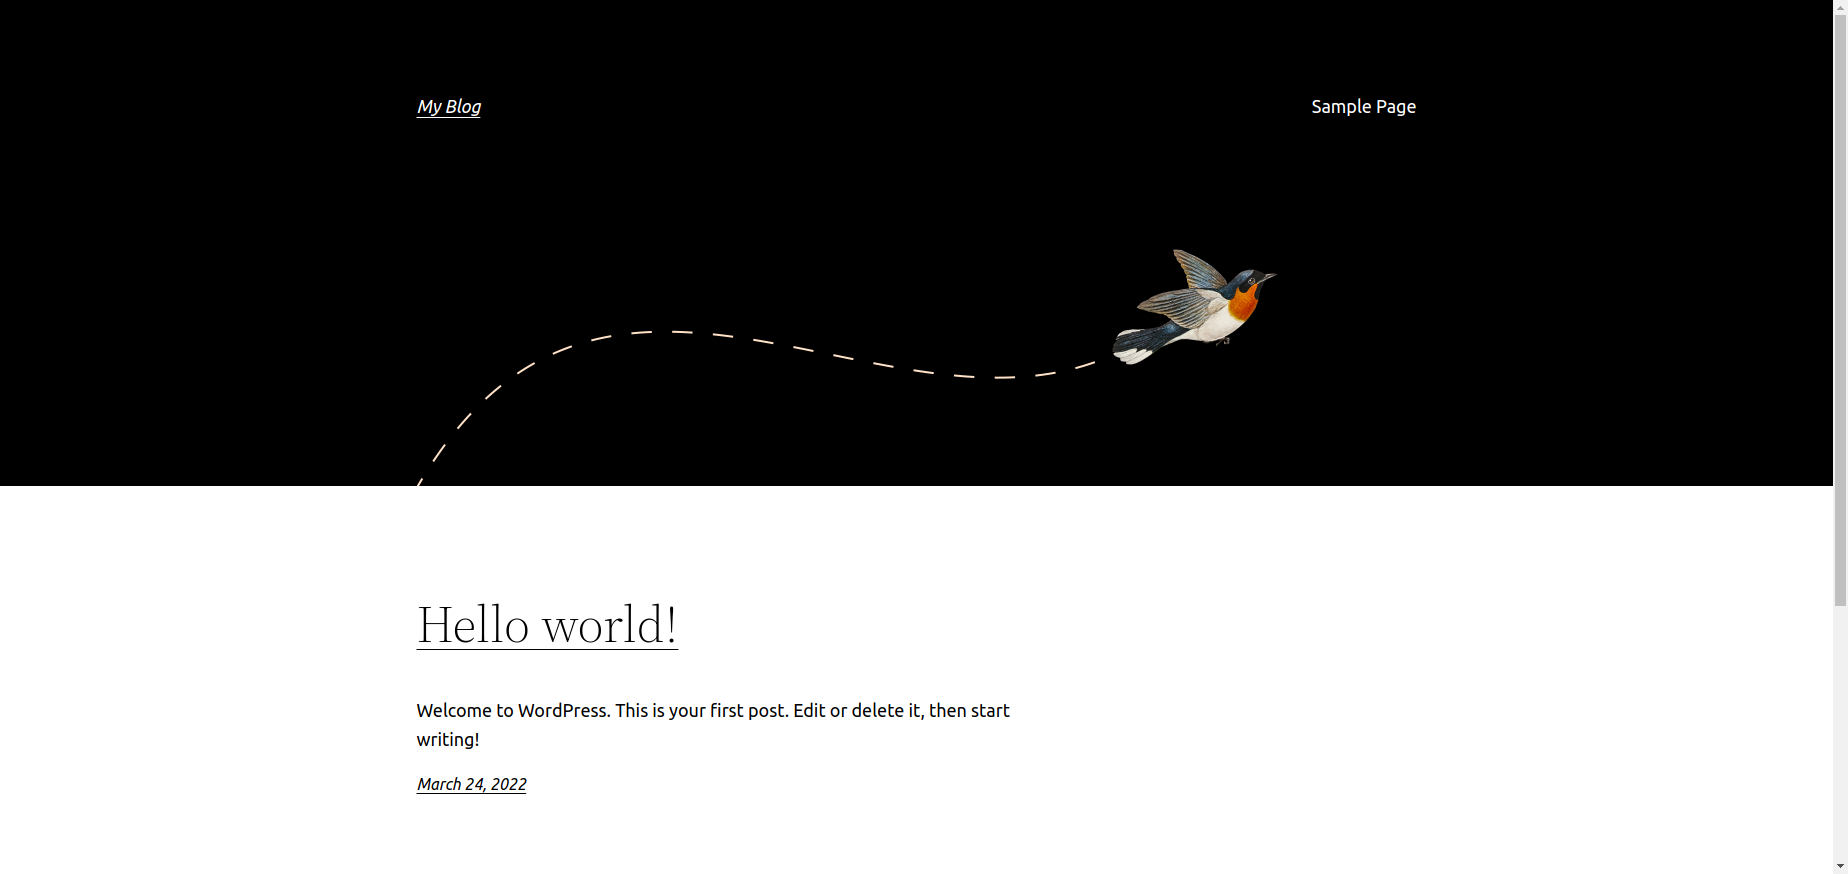 My Blog
Sample Page
Hello world!
Welcome to WordPress. This is your first post. Edit or delete it, then start
writing!
March 24, 2022